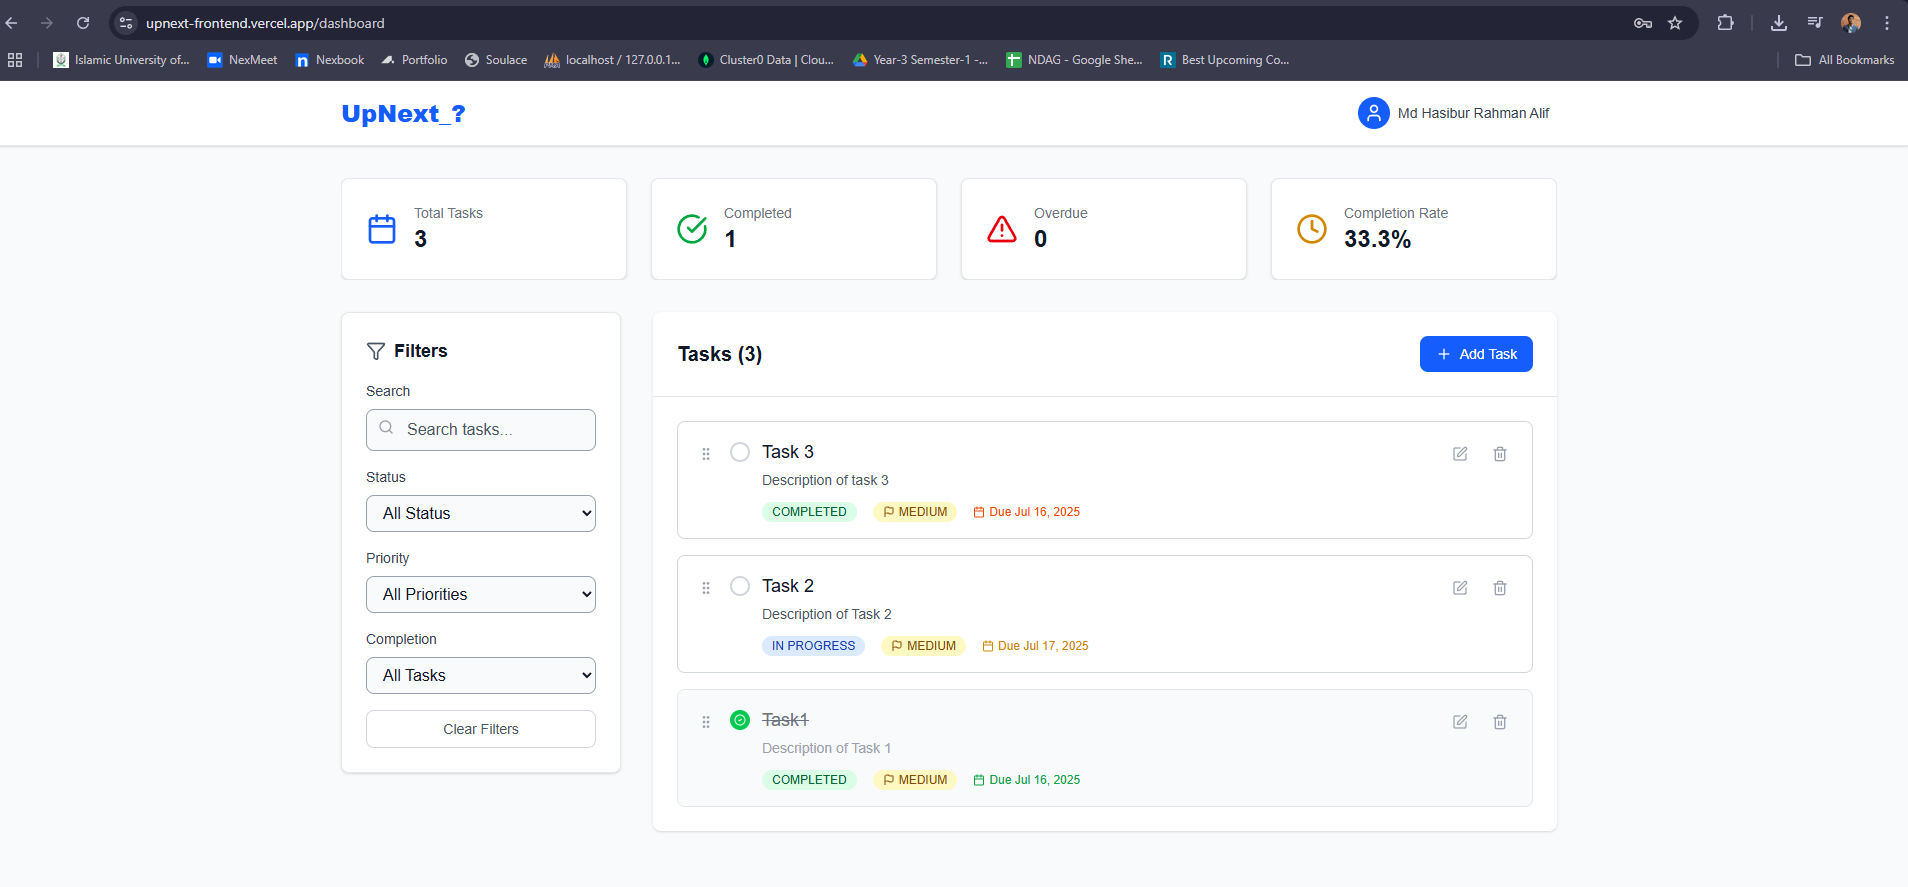 upnext-frontend.vercel.app/dashboard
Islamic University of...
NexMeet
Nexbook
Portfolio
Soulace
localhost / 127.0.0.1...
Cluster0 Data | Clou...
Year-3 Semester-1 -...
NDAG - Google She...
Best Upcoming Co...
All Bookmarks
UpNext_?
Md Hasibur Rahman Alif
Total Tasks
3
Completed
1
Overdue
0
Completion Rate
33.3%
Filters
Search
Search tasks...
Status
All Status
Priority
All Priorities
Completion
All Tasks
Clear Filters
Tasks (3)
Add Task
Task 3
Description of task 3
COMPLETED
MEDIUM
Due Jul 16, 2025
Task 2
Description of Task 2
IN PROGRESS
MEDIUM
Due Jul 17, 2025
Task1
Description of Task 1
COMPLETED
MEDIUM
Due Jul 16, 2025